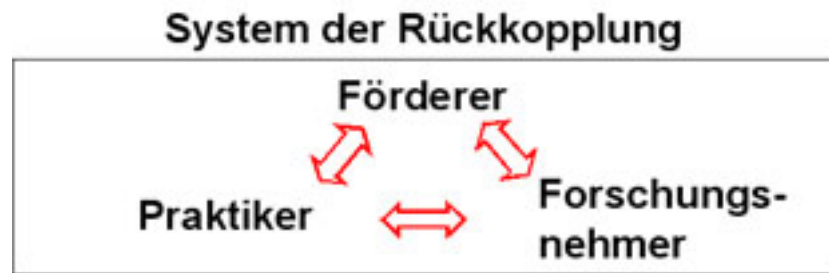 System der Rückkopplung
Förderer
Praktiker
Forschungs-
nehmer